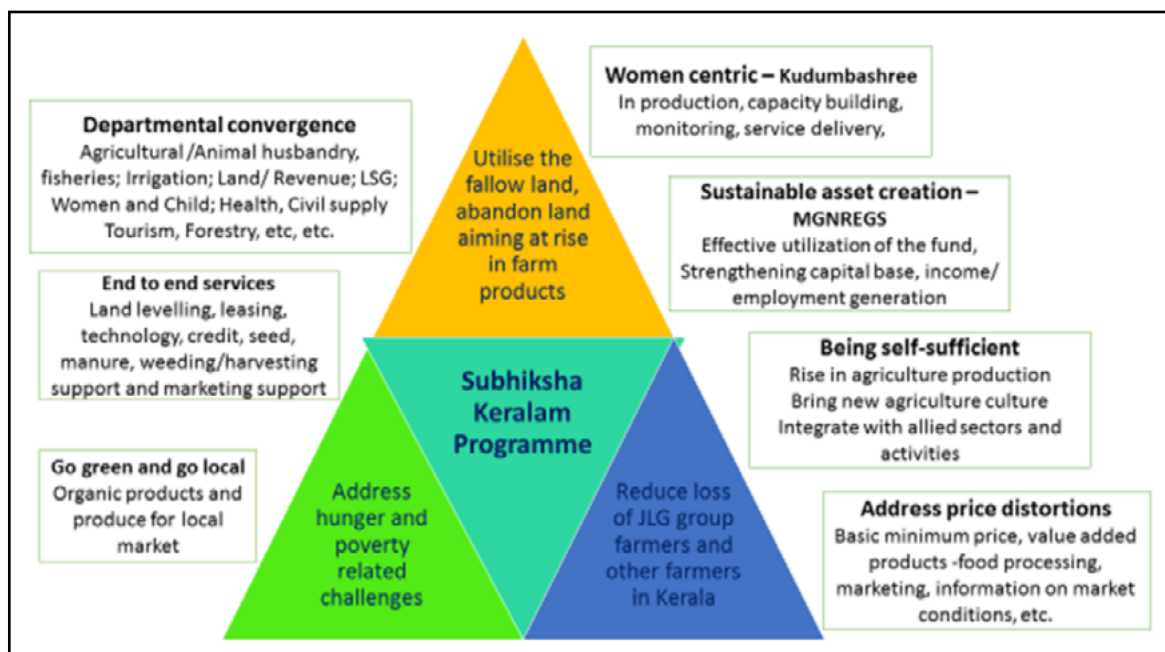 Departmental convergence
Agricultural /Animal husbandry,
fisheries; Irrigation; Land/ Revenue; LSG;
Women and Child; Health, Civil supply
Tourism, Forestry, etc, etc.
End to end services
Land levelling, leasing,
technology, credit, seed,
manure, weeding/harvesting
support and marketing support
Go green and go local
Organic products and
produce for local
market
Utilise the
fallow land,
abandon land
aiming at rise
in farm
products
Subhiksha
Keralam
Programme
Address
hunger and
poverty
related
challenges
Reduce loss
of JLG group
farmers and
other farmers
in Kerala
Women centric – Kudumbashree
In production, capacity building,
monitoring, service delivery,
Sustainable asset creation –
MGNREGS
Effective utilization of the fund,
Strengthening capital base, income/
employment generation
Being self-sufficient
Rise in agriculture production
Bring new agriculture culture
Integrate with allied sectors and
activities
Address price distortions
Basic minimum price, value added
products -food processing,
marketing, information on market
conditions, etc.